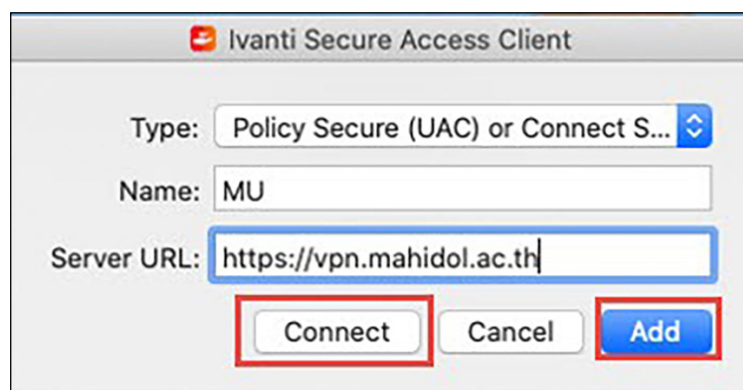 Ivanti Secure Access Client
Type: Policy Secure (UAC) or Connect S...
Name: MU
Server URL: https://vpn.mahidol.ac.th
Connect Cancel Add